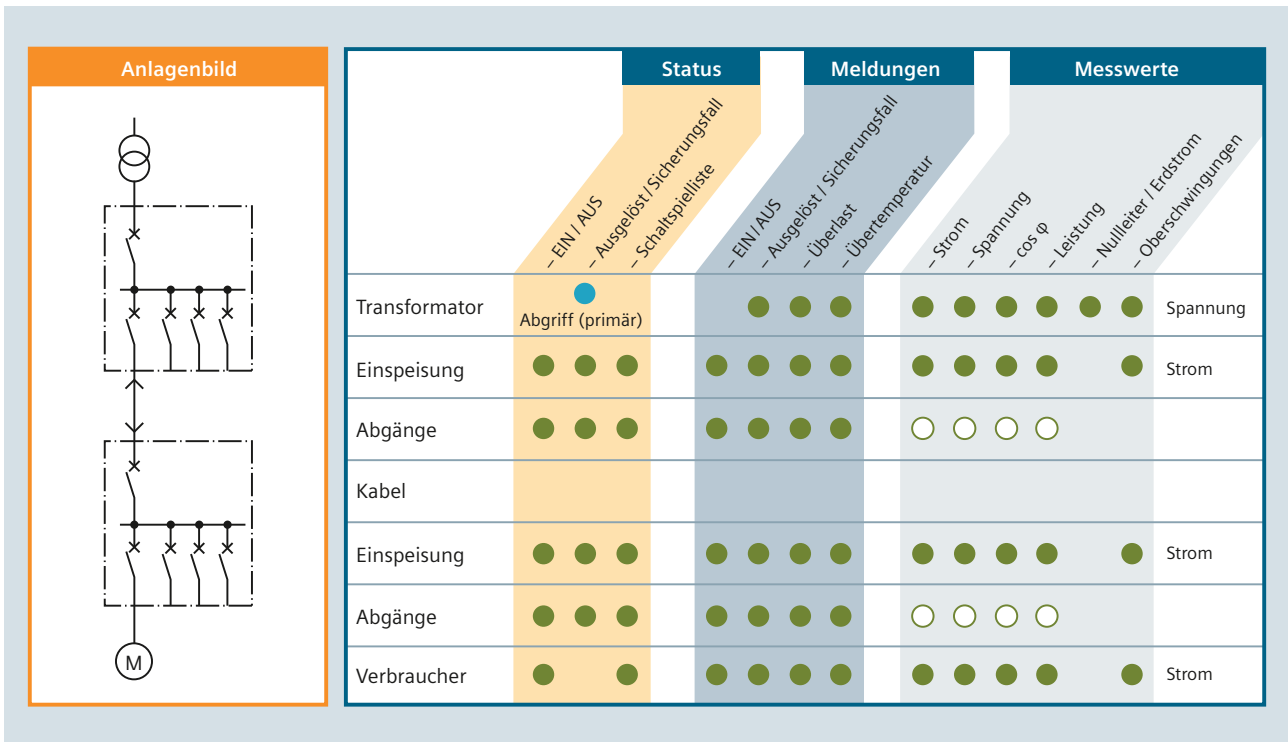 Anlagenbild
M
Status
Meldungen
Messwerte
– EIN / AUS
– Ausgelöst / Sicherungsfall
– Schaltspielliste
– EIN / AUS
– Ausgelöst / Sicherungsfall
– Überlast
– Übertemperatur
– Strom
– Spannung
– cos φ
– Leistung
– Nullleiter / Erdstrom
– Oberschwingungen
Transformator
Abgriff (primär)
Spannung
Einspeisung
Strom
Abgänge
Kabel
Einspeisung
Strom
Abgänge
Verbraucher
Strom